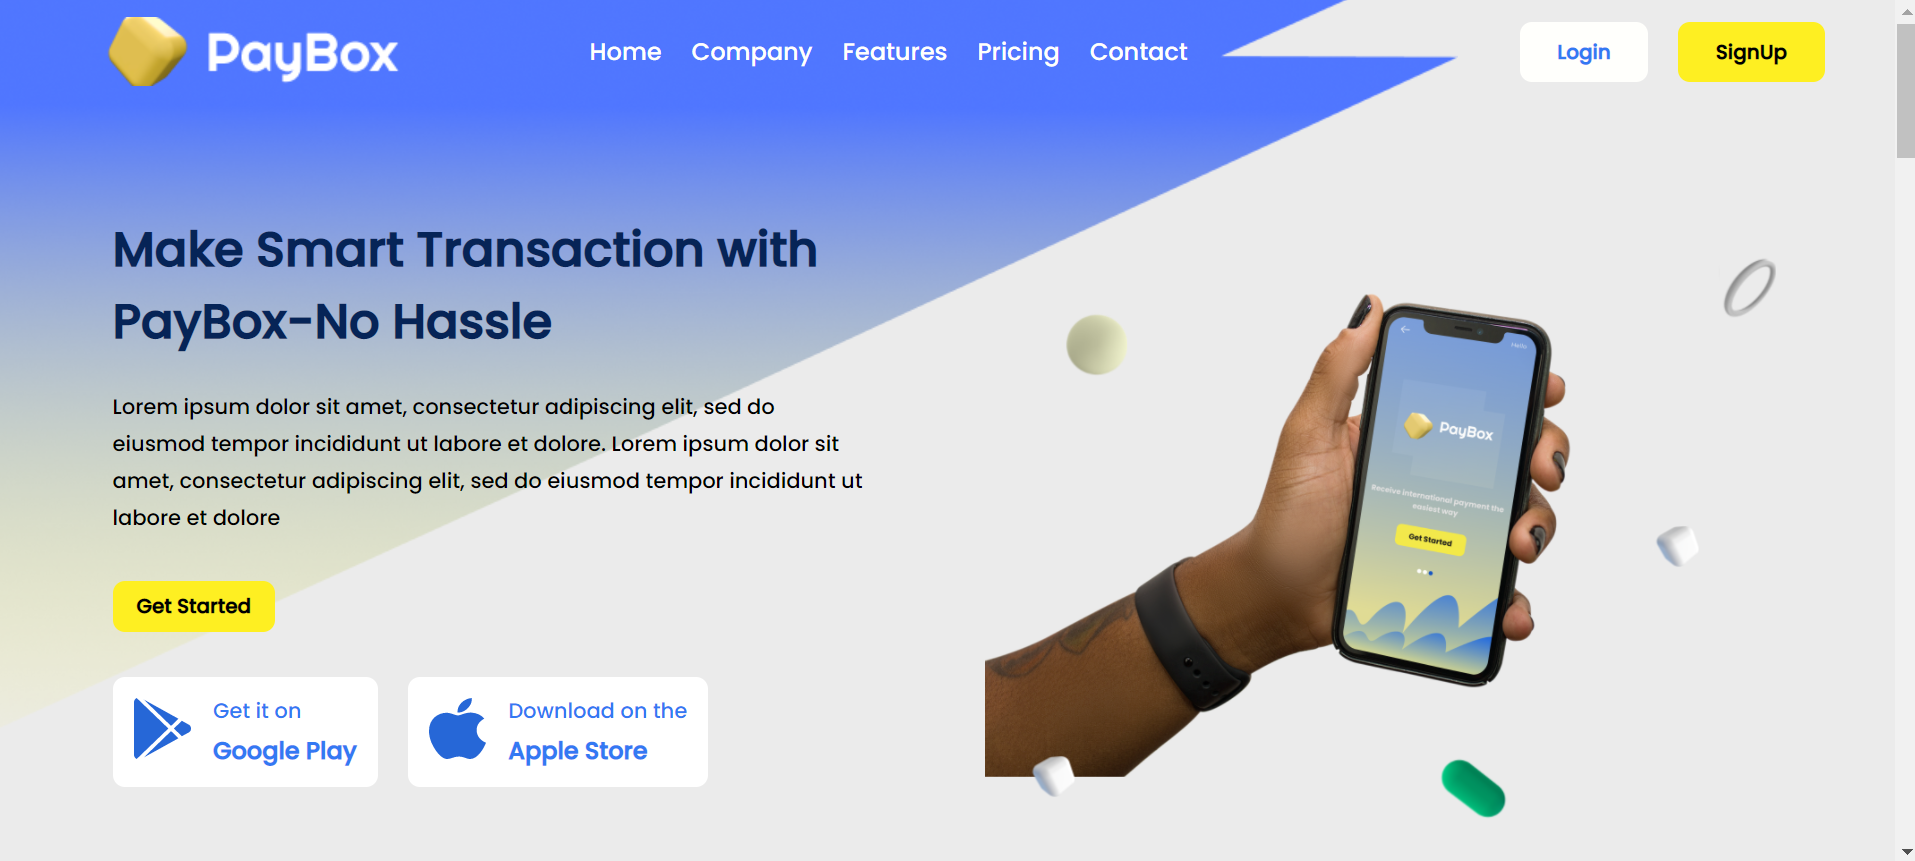 PayBox
Home Company Features Pricing Contact
Login
SignUp
Make Smart Transaction with
PayBox-No Hassle
Lorem ipsum dolor sit amet, consectetur adipiscing elit, sed do
eiusmod tempor incididunt ut labore et dolore. Lorem ipsum dolor sit
amet, consectetur adipiscing elit, sed do eiusmod tempor incididunt ut
labore et dolore
Get Started
Get it on
Google Play
Download on the
Apple Store
Hello
PayBox
Receive international payment the
easiest way
Get Started